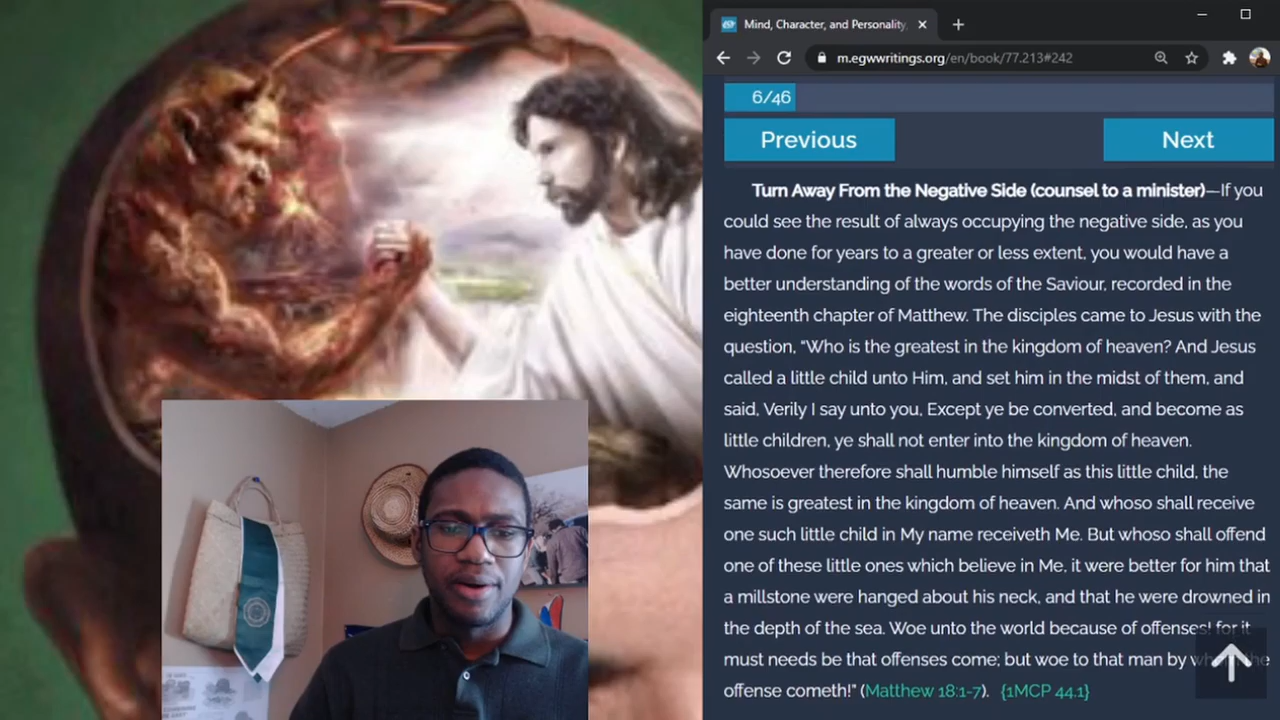 Mind, Character, and Personality,
m.egwwritings.org/en/book/77.213#242
6/46
Previous
Next
Turn Away From the Negative Side (counsel to a minister)—If you
could see the result of always occupying the negative side, as you
have done for years to a greater or less extent, you would have a
better understanding of the words of the Saviour, recorded in the
eighteenth chapter of Matthew. The disciples came to Jesus with the
question, “Who is the greatest in the kingdom of heaven? And Jesus
called a little child unto Him, and set him in the midst of them, and
said, Verily I say unto you, Except ye be converted, and become as
little children, ye shall not enter into the kingdom of heaven.
Whosoever therefore shall humble himself as this little child, the
same is greatest in the kingdom of heaven. And whoso shall receive
one such little child in My name receiveth Me. But whoso shall offend
one of these little ones which believe in Me, it were better for him that
a millstone were hanged about his neck, and that he were drowned in
the depth of the sea. Woe unto the world because of offenses! for it
must needs be that offenses come; but woe to that man by
offense cometh!” (Matthew 18:1-7). {1MCP 44.1}